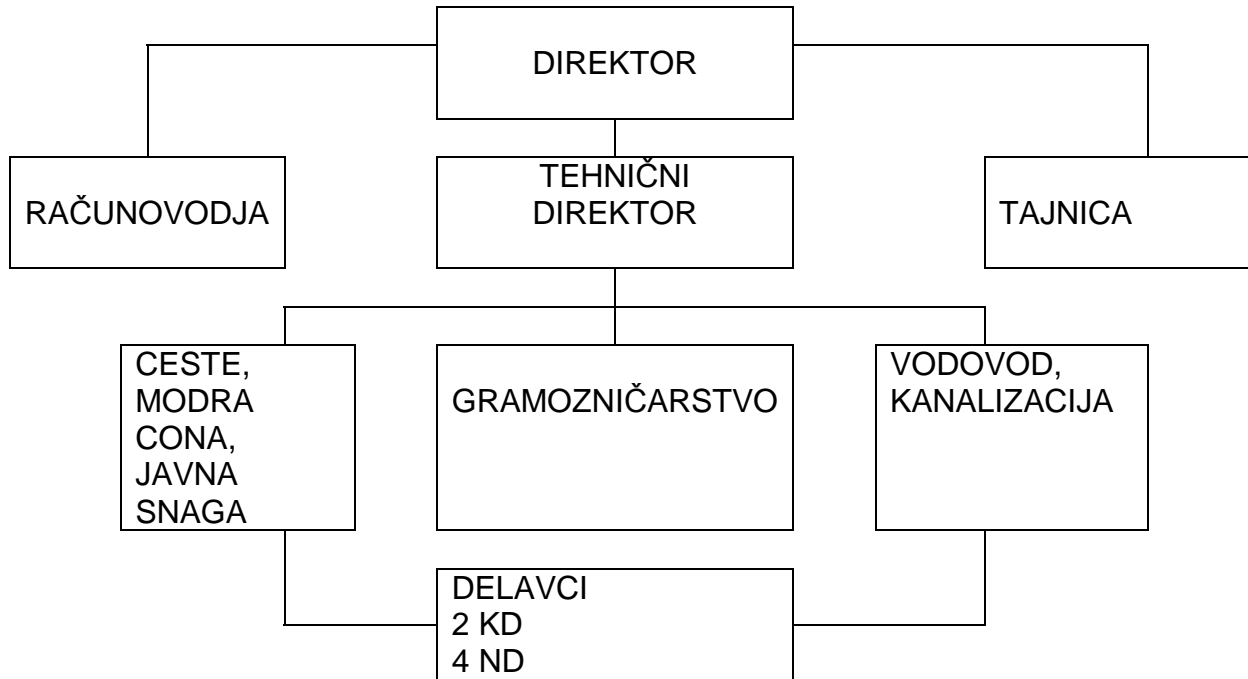 DIREKTOR
RAČUNOVODJA
TEHNIČNI
DIREKTOR
TAJNICA
CESTE,
MODRA
CONA,
JAVNA
SNAGA
GRAMOZNIČARSTVO
VODOVOD,
KANALIZACIJA
DELAVCI
2 KD
4 ND